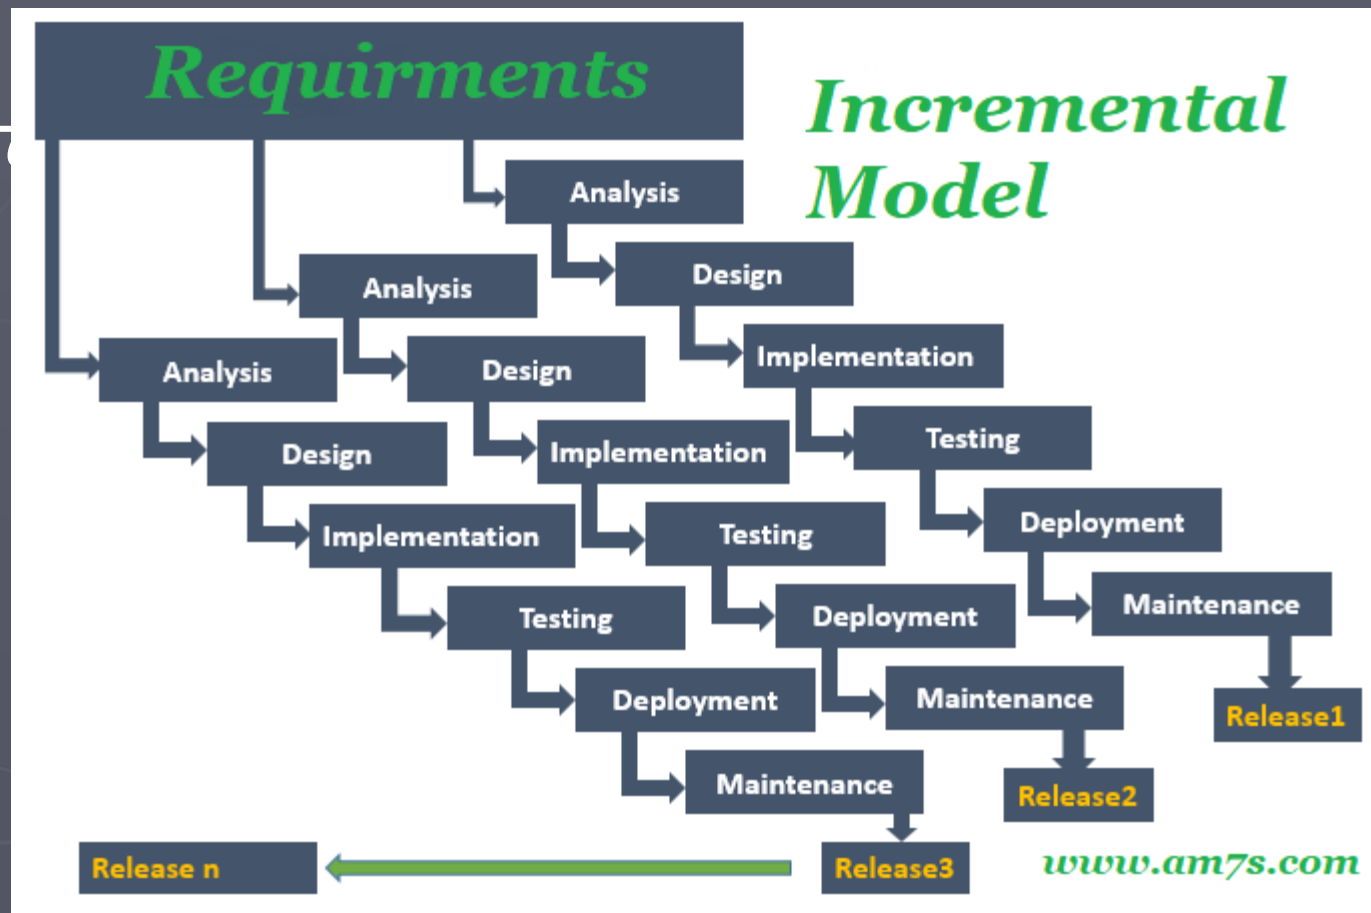 Requirments
Incremental
Model
Analysis
Design
Implementation
Testing
Deployment
Maintenance
Release1
Analysis
Design
Implementation
Testing
Deployment
Maintenance
Release2
Analysis
Design
Implementation
Testing
Deployment
Maintenance
Release3
Release n
www.am7s.com